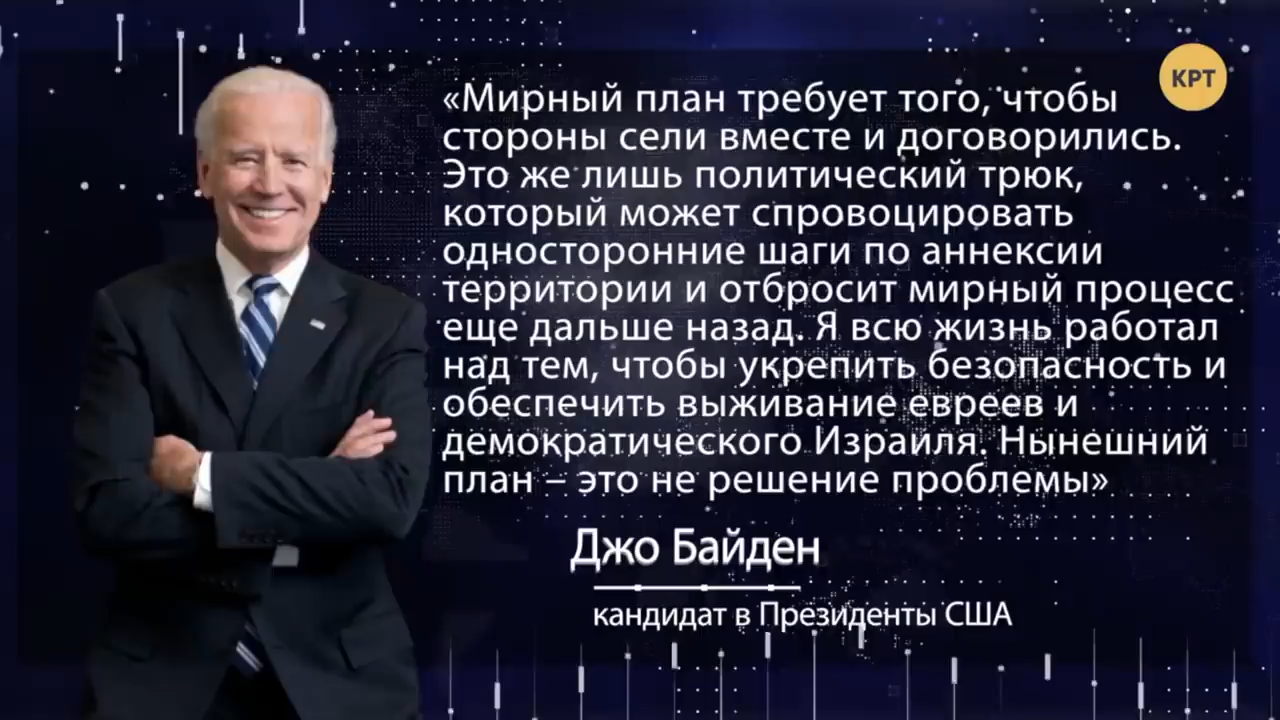 КРТ
«Мирный план требует того, чтобы
стороны сели вместе и договорились.
Это же лишь политический трюк,
который может спровоцировать
односторонние шаги по аннексии
территории и отбросит мирный процесс
еще дальше назад. Я всю жизнь работал
над тем, чтобы укрепить безопасность и
обеспечить выживание евреев и
демократического Израиля. Нынешний
план – это не решение проблемы»
Джо Байден
кандидат в Президенты США